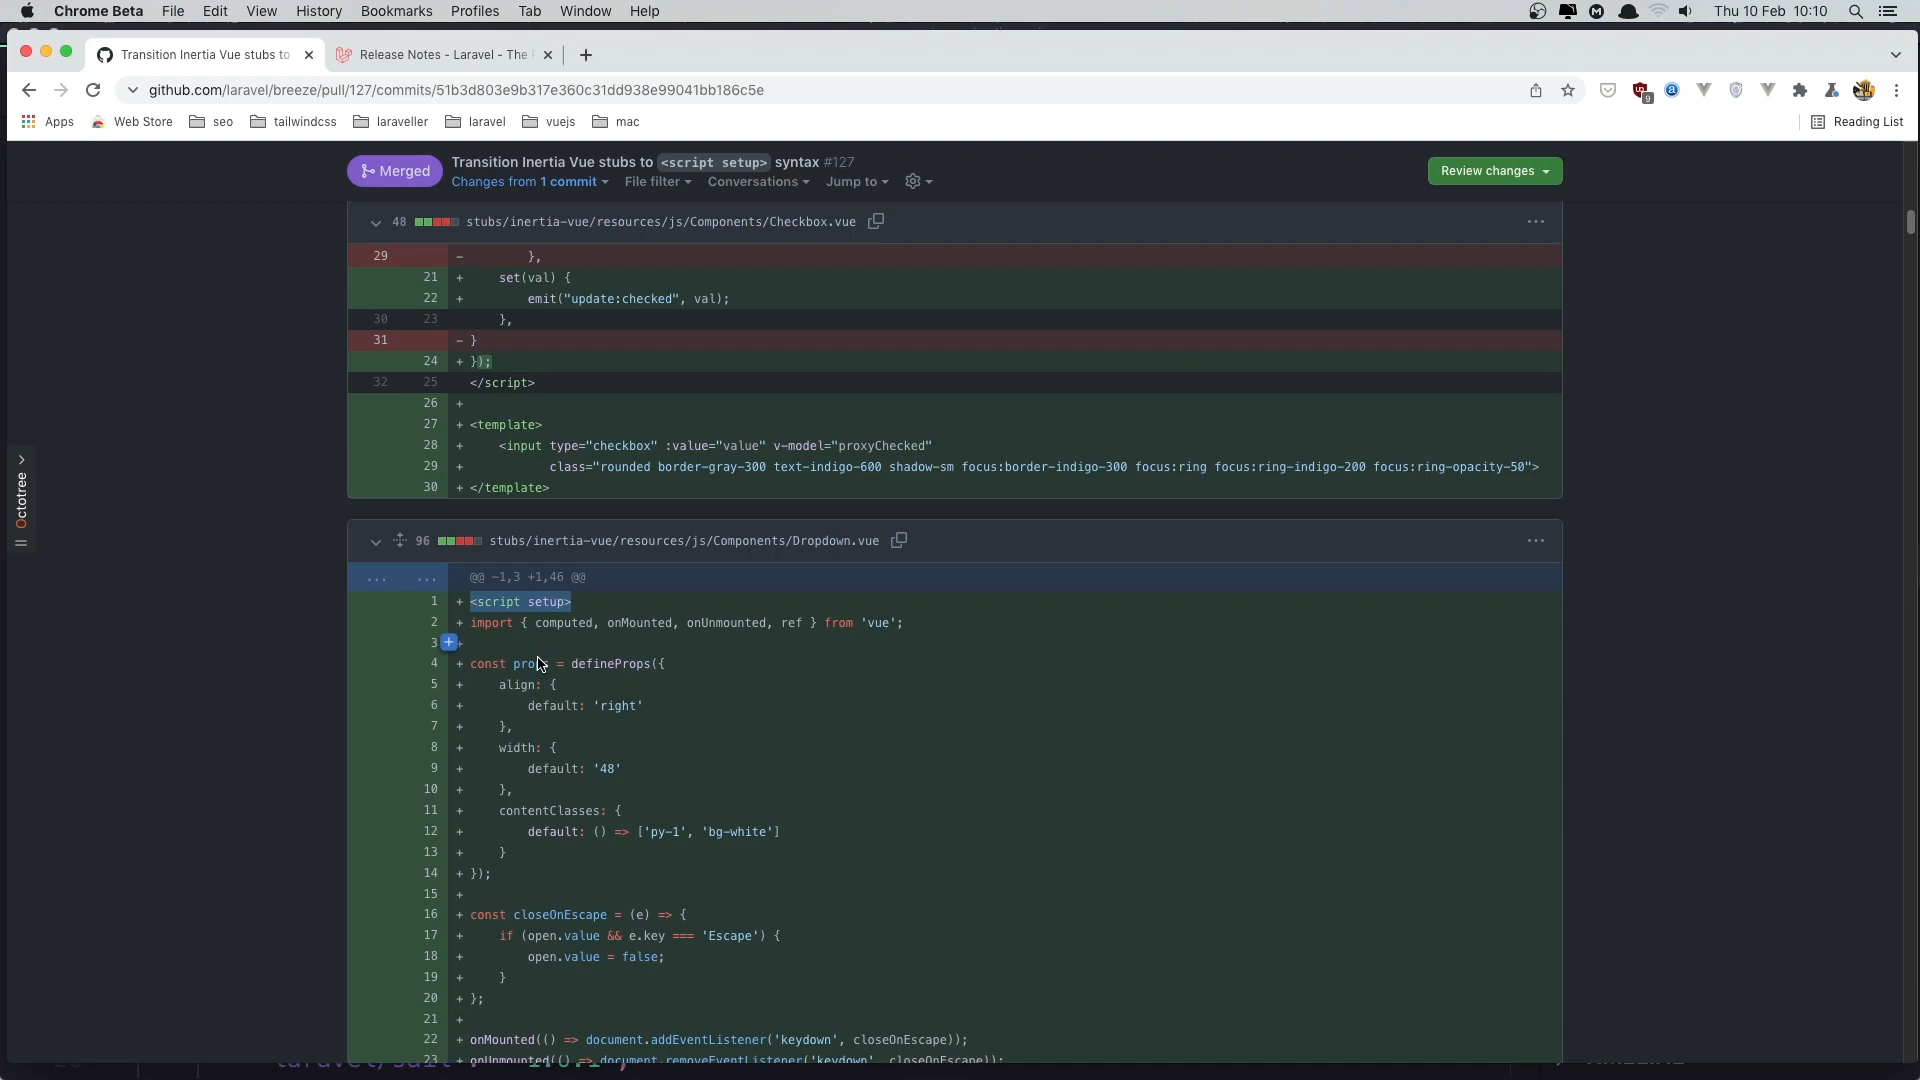 Chrome Beta File Edit View History Bookmarks Profiles Tab Window Help Thu 10 Feb 10:10
Transition Inertia Vue stubs to Release Notes - Laravel - The
github.com/laravel/breeze/pull/127/commits/51b3d803e9b317e360c31dd938e99041bb186c5e 9
Apps Web Store seo tailwindcss laraveller laravel vuejs mac Reading List
Merged Transition Inertia Vue stubs to <script setup> syntax #127 Review changes
Changes from 1 commit File filter Conversations Jump to
48 stubs/inertia-vue/resources/js/Components/Checkbox.vue ...
29 - },
21 + set(val) {
22 + emit("update:checked", val);
30 23 },
31 - }
24 + });
32 25 </script>
26 +
27 + <template>
28 + <input type="checkbox" :value="value" v-model="proxyChecked"
29 + class="rounded border-gray-300 text-indigo-600 shadow-sm focus:border-indigo-300 focus:ring focus:ring-indigo-200 focus:ring-opacity-50">
30 + </template>
Octotree
96 stubs/inertia-vue/resources/js/Components/Dropdown.vue ...
... ... @@ -1,3 +1,46 @@
1 + <script setup>
2 + import { computed, onMounted, onUnmounted, ref } from 'vue';
3 + +
4 + const props = defineProps({
5 + align: {
6 + default: 'right'
7 + },
8 + width: {
9 + default: '48'
10 + },
11 + contentClasses: {
12 + default: () => ['py-1', 'bg-white']
13 + }
14 + });
15 +
16 + const closeOnEscape = (e) => {
17 + if (open.value && e.key === 'Escape') {
18 + open.value = false;
19 + }
20 + };
21 +
22 + onMounted(() => document.addEventListener('keydown', closeOnEscape));
23 + onUnmounted(() => document.removeEventListener('keydown', closeOnEscape));